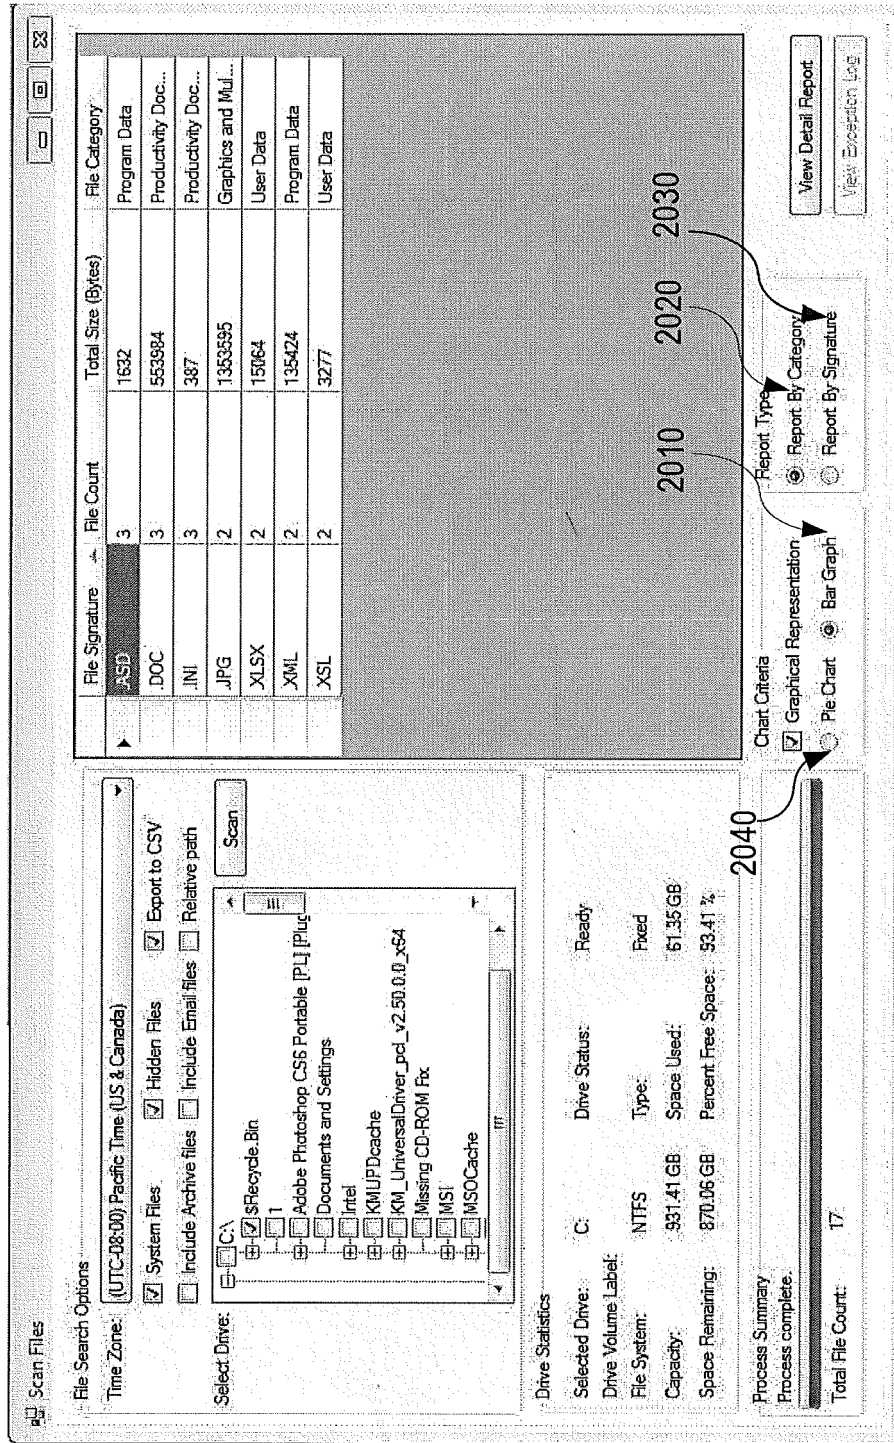 Scan Files
File Search Options
Time Zone: (UTC-08:00) Pacific Time (US & Canada)
System Files Hidden Files Export to CSV
Include Archive files Include Email files Relative path
Select Drive:
C:\
$Recycle.Bin
1
Adobe Photoshop CS6 Portable [PL] [Plug
Documents and Settings
Intel
KMUPDcache
KM_UniversalDriver_pcl_v2.50.0.0_x64
Missing CD-ROM Fix
MSI
MSOCache
Scan
Drive Statistics
Selected Drive: C: Drive Status: Ready
Drive Volume Label:
File System: NTFS Type: Fixed
Capacity: 931.41 GB Space Used: 61.35 GB
Space Remaining: 870.06 GB Percent Free Space: 93.41 %
Process Summary
Process complete.
Total File Count: 17
File Signature File Count Total Size (Bytes) File Category
.ASD 3 1632 Program Data
.DOC 3 553984 Productivity Doc...
.INI 3 387 Productivity Doc...
.JPG 2 1353595 Graphics and Mul...
.XLSX 2 15064 User Data
.XML 2 135424 Program Data
.XSL 2 3277 User Data
2040
2010
2020
2030
Chart Criteria
Graphical Representation
Pie Chart Bar Graph
Report Type
Report By Category
Report By Signature
View Detail Report
View Exception Log